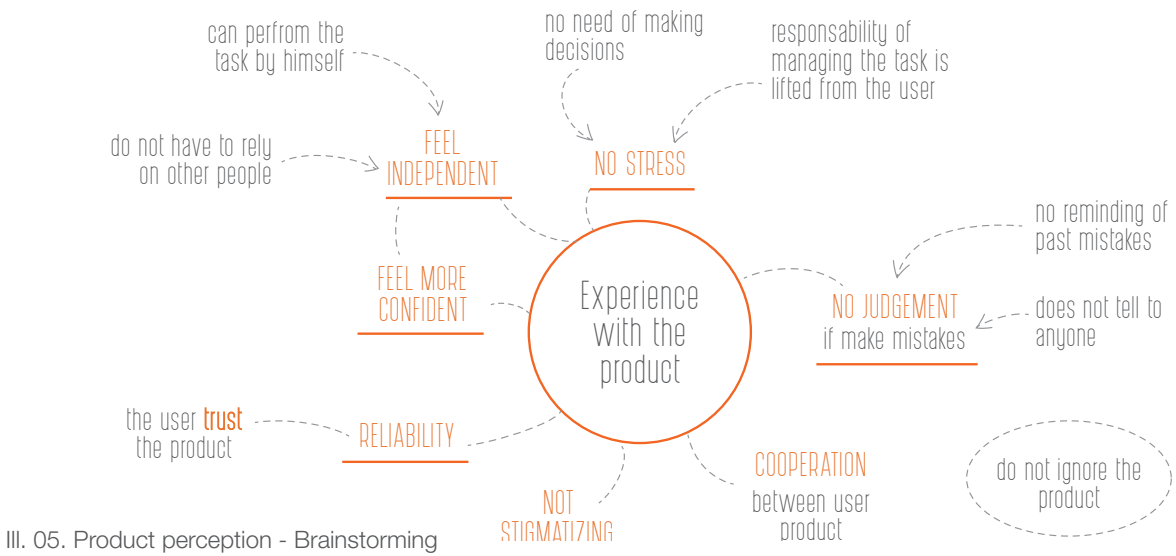 can perfrom the
task by himself
no need of making
decisions
responsability of
managing the task is
lifted from the user
do not have to rely
on other people
FEEL
INDEPENDENT
NO STRESS
no reminding of
past mistakes
FEEL MORE
CONFIDENT
Experience
with the
product
NO JUDGEMENT
if make mistakes
does not tell to
anyone
the user trust
the product
RELIABILITY
COOPERATION
between user
product
do not ignore the
product
NOT
STIGMATIZING
Ill. 05. Product perception - Brainstorming